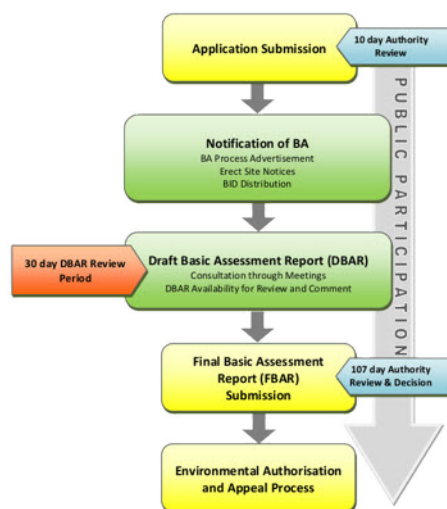 Application Submission
10 day Authority
Review
Notification of BA
BA Process Advertisement
Erect Site Notices
BID Distribution
30 day DBAR Review
Period
Draft Basic Assessment Report (DBAR)
Consultation through Meetings
DBAR Availability for Review and Comment
Final Basic Assessment
Report (FBAR)
Submission
107 day Authority
Review & Decision
Environmental Authorisation
and Appeal Process
PUBLIC PARTICIPATION